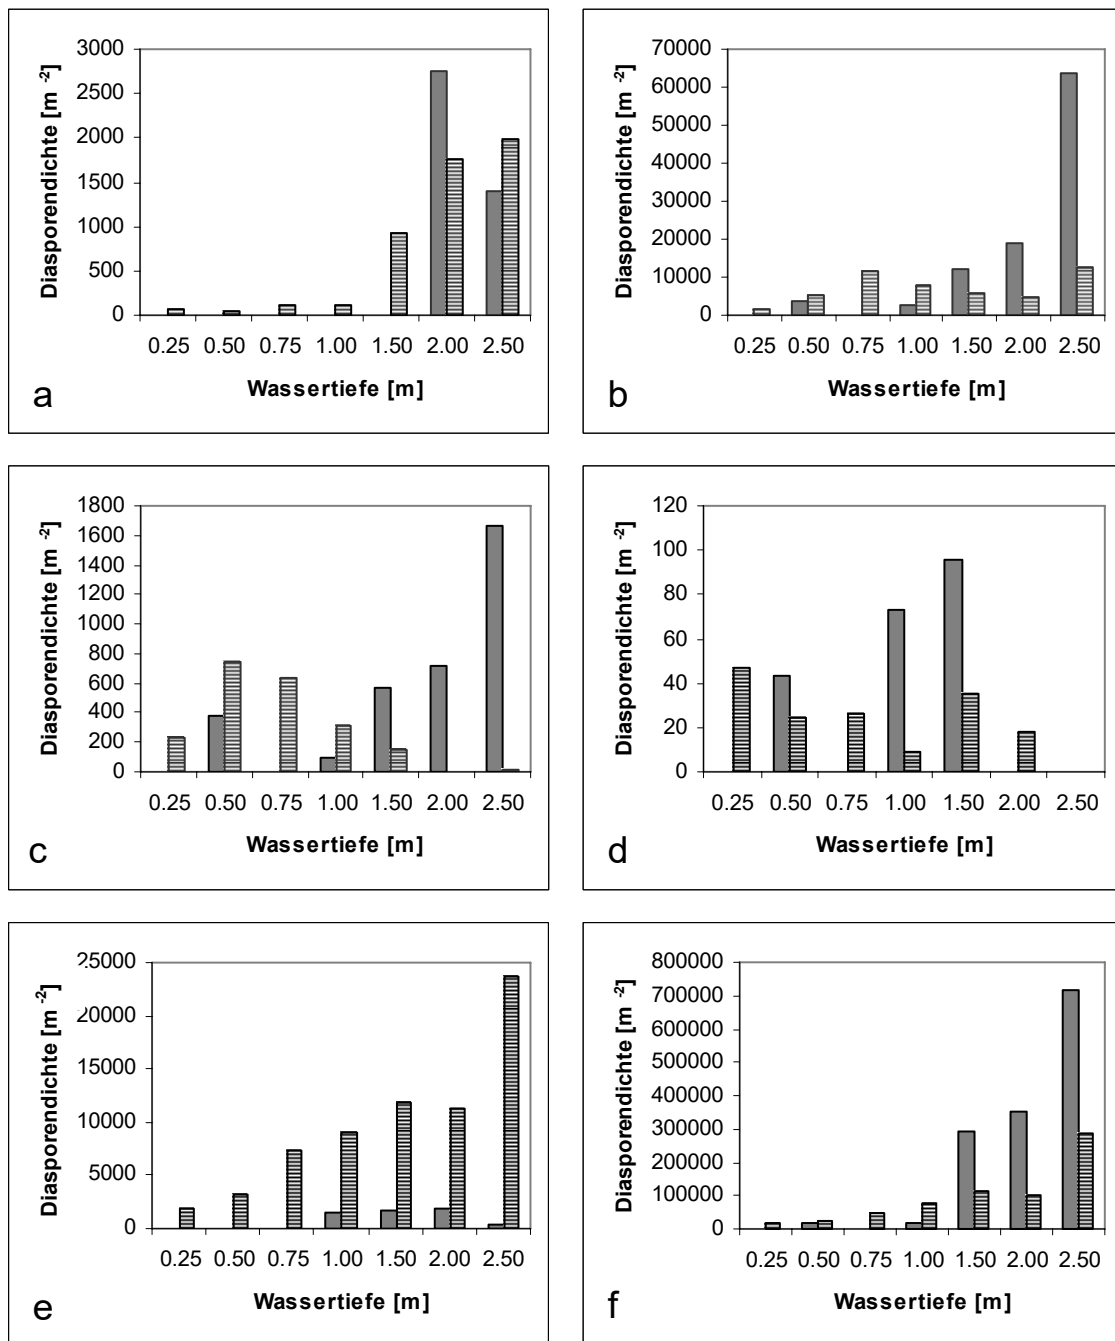 3000
2500
2000
1500
1000
500
0
Diasporendichte [m -2]
0.25 0.50 0.75 1.00 1.50 2.00 2.50
Wassertiefe [m]
a
70000
60000
50000
40000
30000
20000
10000
0
Diasporendichte [m -2]
0.25 0.50 0.75 1.00 1.50 2.00 2.50
Wassertiefe [m]
b
1800
1600
1400
1200
1000
800
600
400
200
0
Diasporendichte [m -2]
0.25 0.50 0.75 1.00 1.50 2.00 2.50
Wassertiefe [m]
c
120
100
80
60
40
20
0
Diasporendichte [m -2]
0.25 0.50 0.75 1.00 1.50 2.00 2.50
Wassertiefe [m]
d
25000
20000
15000
10000
5000
0
Diasporendichte [m -2]
0.25 0.50 0.75 1.00 1.50 2.00 2.50
Wassertiefe [m]
e
800000
700000
600000
500000
400000
300000
200000
100000
0
Diasporendichte [m -2]
0.25 0.50 0.75 1.00 1.50 2.00 2.50
Wassertiefe [m]
f